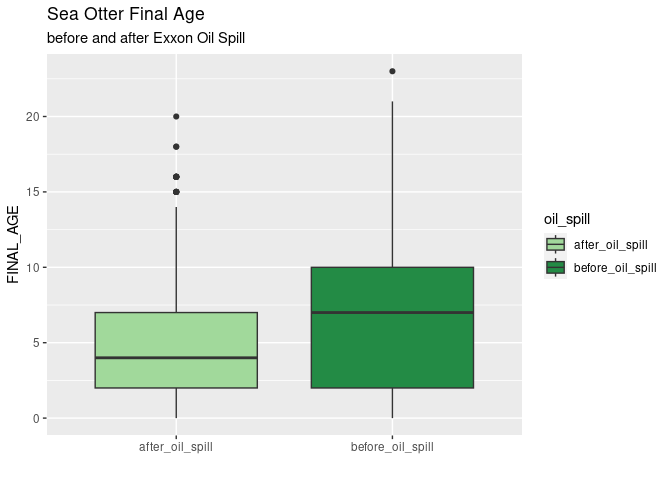 Sea Otter Final Age
before and after Exxon Oil Spill
FINAL_AGE
20
15
10
5
0
after_oil_spill
before_oil_spill
oil_spill
after_oil_spill
before_oil_spill